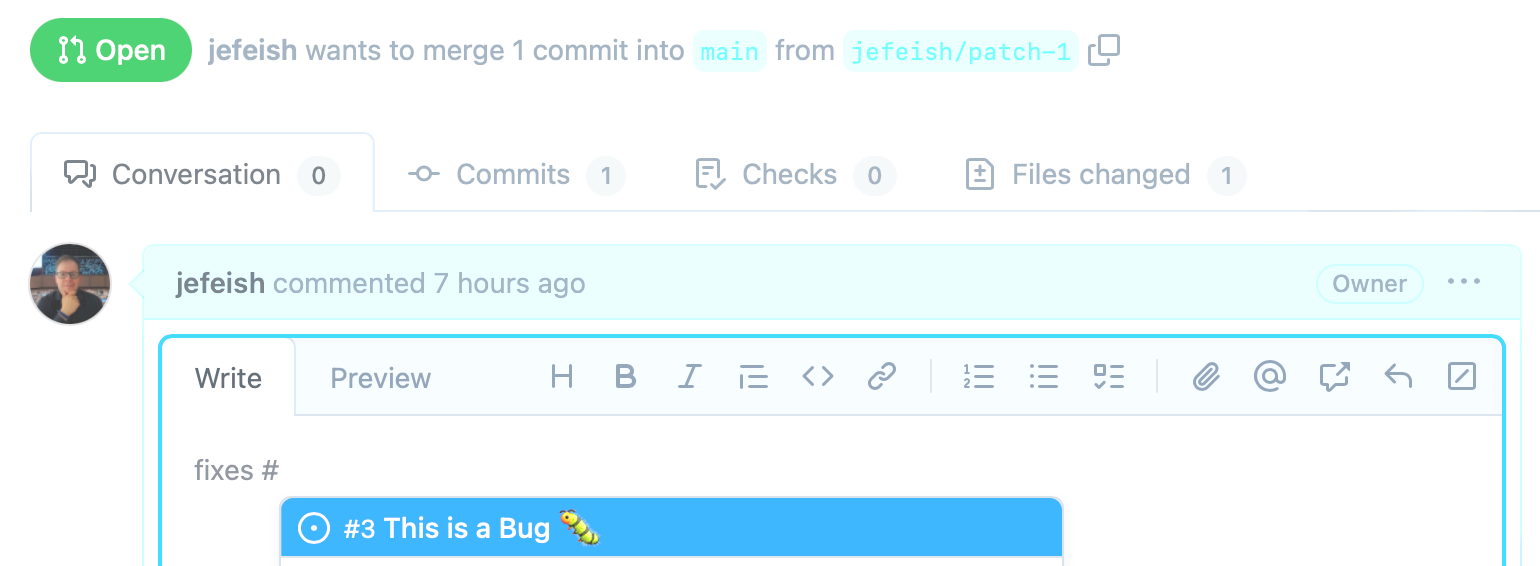 Open jefeish wants to merge 1 commit into main from jefeish/patch-1
Conversation 0 Commits 1 Checks 0 Files changed 1
jefeish commented 7 hours ago Owner
Write Preview
fixes #
#3 This is a Bug 🐛